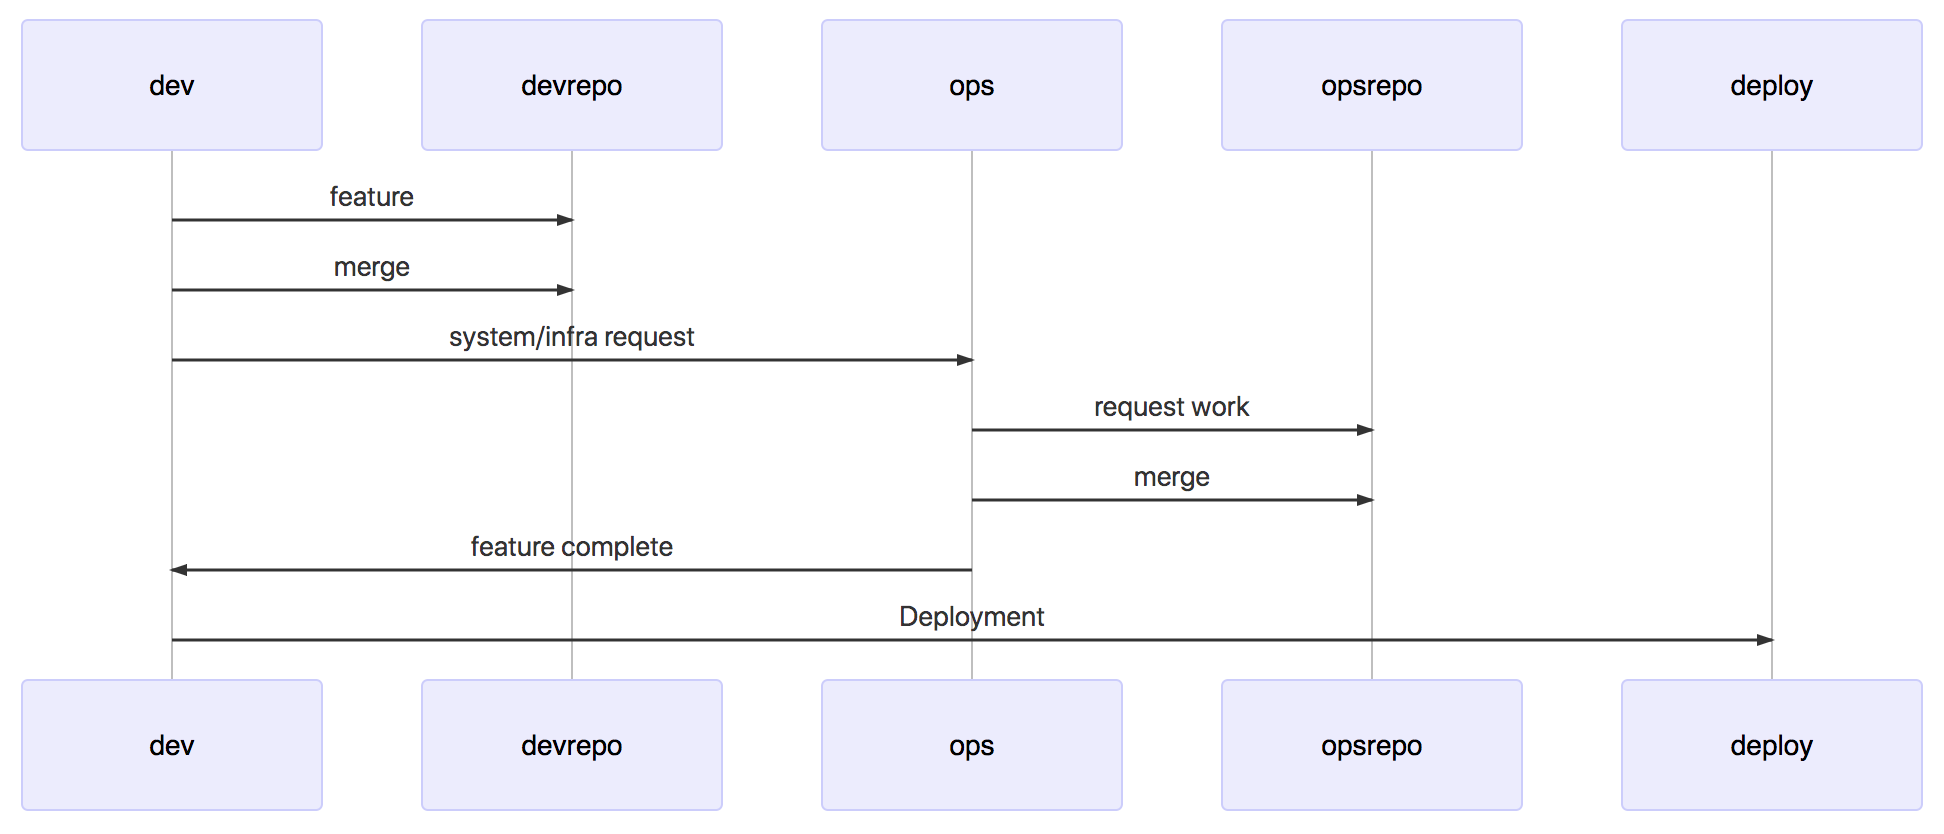 dev
devrepo
ops
opsrepo
deploy
feature
merge
system/infra request
request work
merge
feature complete
Deployment
dev
devrepo
ops
opsrepo
deploy